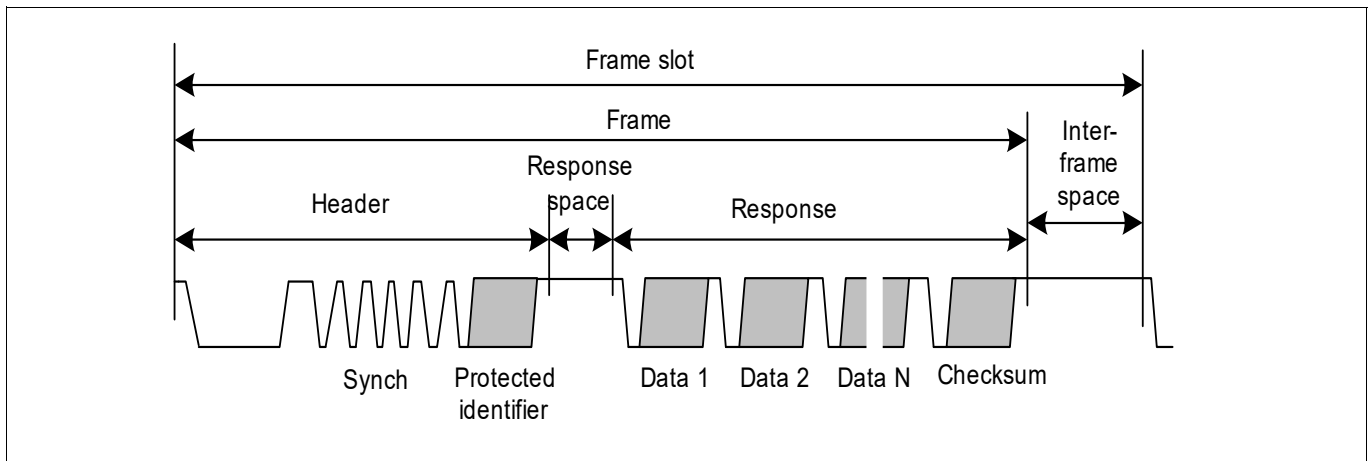 Frame slot
Frame
Inter-
frame
space
Response
space
Header
Response
Synch
Protected
identifier
Data 1
Data 2
Data N
Checksum